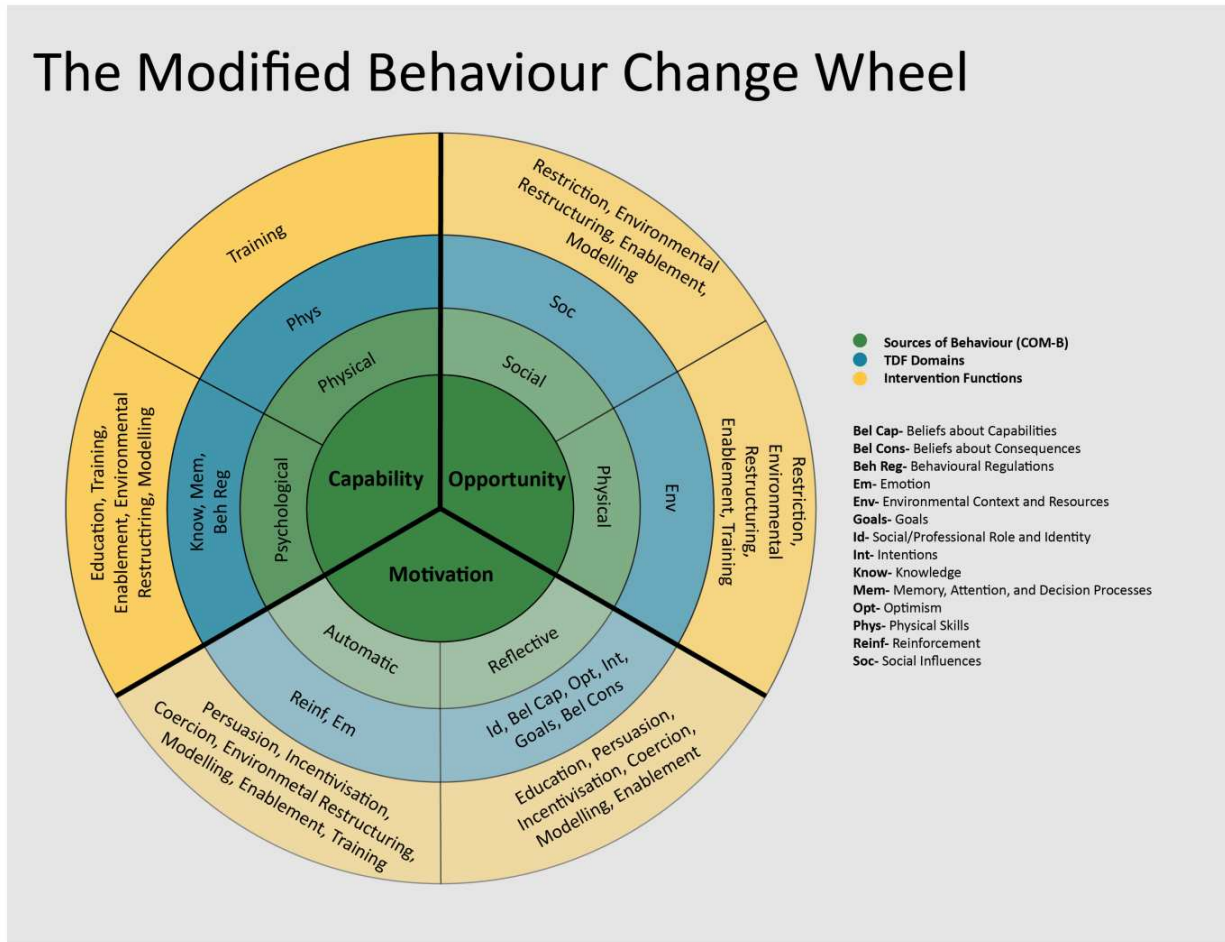 The Modified Behaviour Change Wheel
Training
Restriction, Environmental
Restructuring, Enablement,
Modelling
Phys
Soc
Physical
Social
Education, Training,
Enablement, Environmental
Restructiring, Modelling
Know, Mem,
Beh Reg
Psychological
Capability
Opportunity
Physical
Env
Restriction,
Environmental
Restructuring,
Enablement, Training
Motivation
Automatic
Reflective
Reinf, Em
Id, Bel Cap, Opt, Int,
Goals, Bel Cons
Persuasion, Incentivisation,
Coercion, Environmetal Restructuring,
Modelling, Enablement, Training
Education, Persuasion,
Incentivisation, Coercion,
Modelling, Enablement
Sources of Behaviour (COM-B)
TDF Domains
Intervention Functions
Bel Cap- Beliefs about Capabilities
Bel Cons- Beliefs about Consequences
Beh Reg- Behavioural Regulations
Em- Emotion
Env- Environmental Context and Resources
Goals- Goals
Id- Social/Professional Role and Identity
Int- Intentions
Know- Knowledge
Mem- Memory, Attention, and Decision Processes
Opt- Optimism
Phys- Physical Skills
Reinf- Reinforcement
Soc- Social Influences